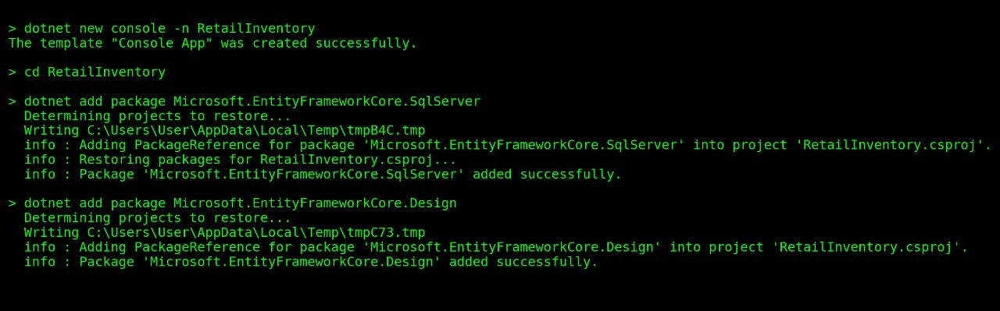 > dotnet new console -n RetailInventory
The template "Console App" was created successfully.
> cd RetailInventory
> dotnet add package Microsoft.EntityFrameworkCore.SqlServer
Determining projects to restore...
Writing C:\Users\User\AppData\Local\Temp\tmpB4C.tmp
info : Adding PackageReference for package 'Microsoft.EntityFrameworkCore.SqlServer' into project 'RetailInventory.csproj'.
info : Restoring packages for RetailInventory.csproj...
info : Package 'Microsoft.EntityFrameworkCore.SqlServer' added successfully.
> dotnet add package Microsoft.EntityFrameworkCore.Design
Determining projects to restore...
Writing C:\Users\User\AppData\Local\Temp\tmpC73.tmp
info : Adding PackageReference for package 'Microsoft.EntityFrameworkCore.Design' into project 'RetailInventory.csproj'.
info : Package 'Microsoft.EntityFrameworkCore.Design' added successfully.